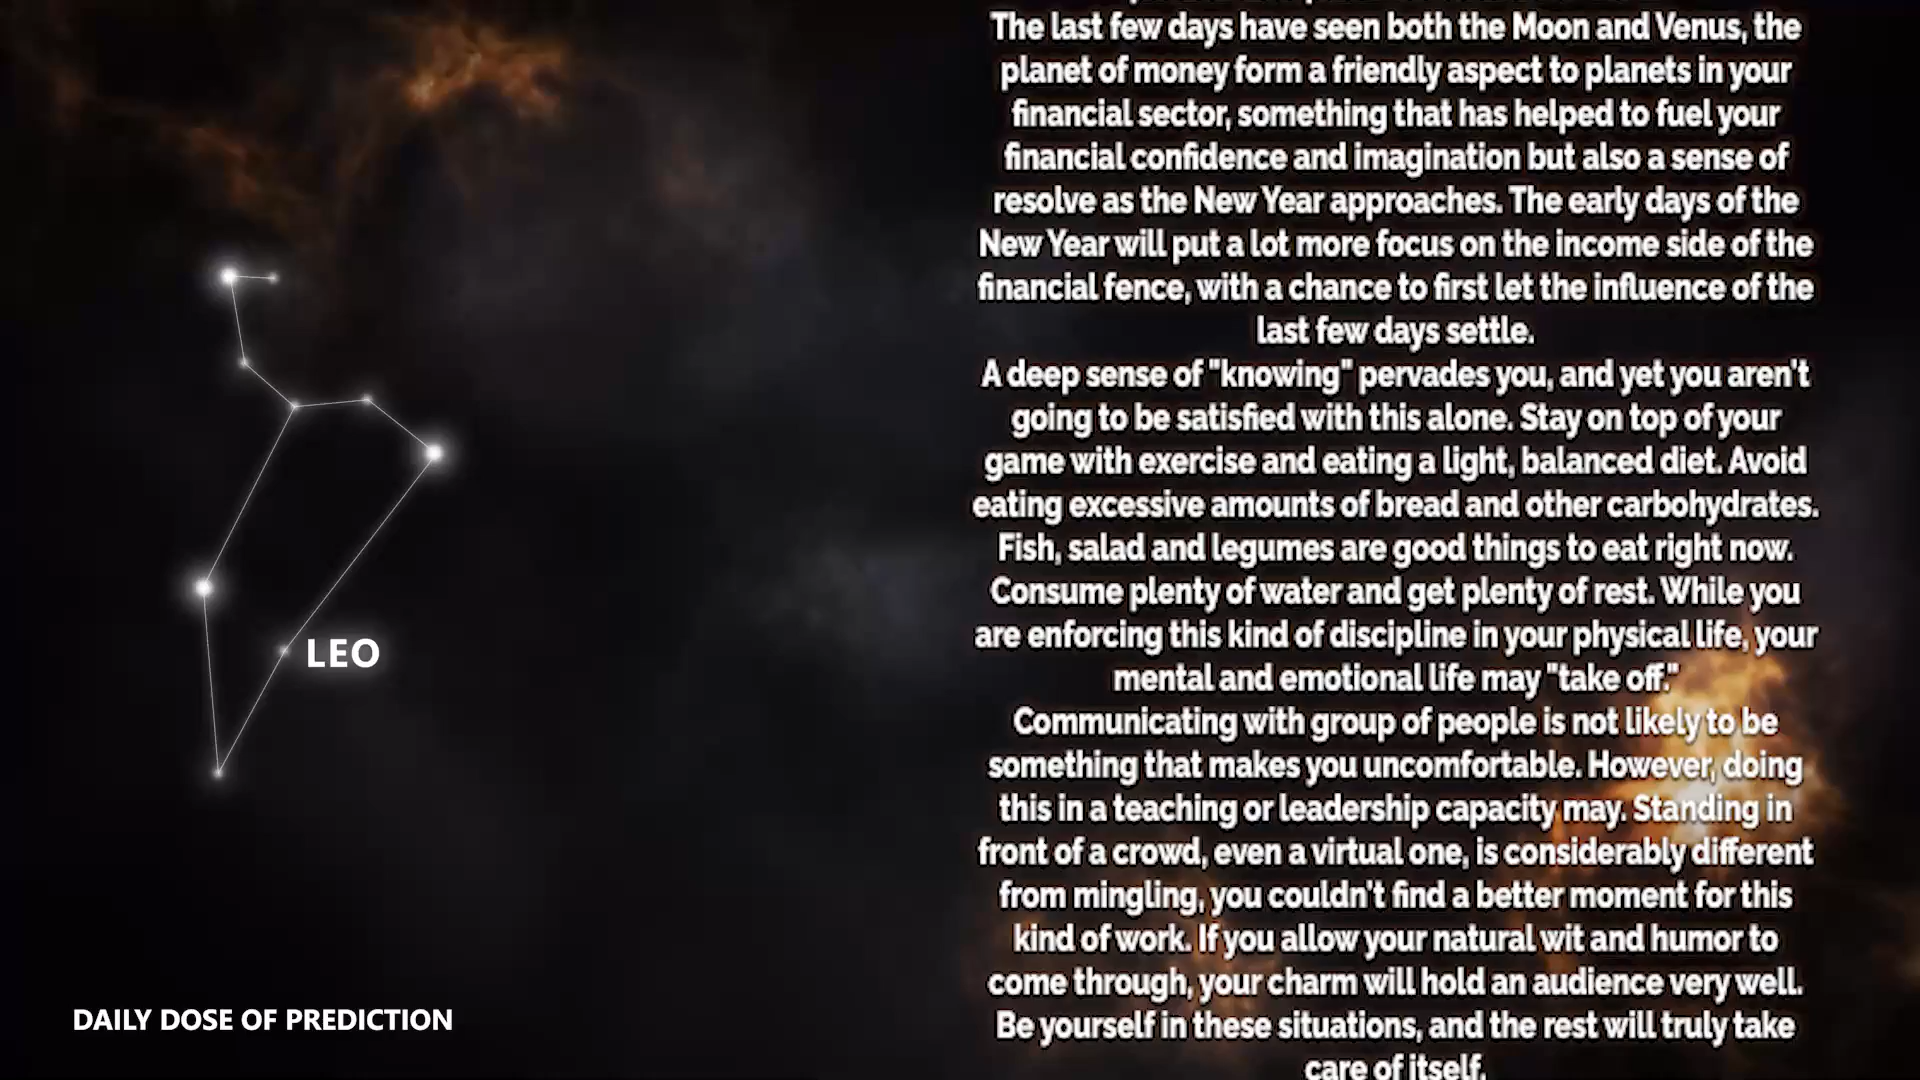 The last few days have seen both the Moon and Venus, the
planet of money form a friendly aspect to planets in your
financial sector, something that has helped to fuel your
financial confidence and imagination but also a sense of
resolve as the New Year approaches. The early days of the
New Year will put a lot more focus on the income side of the
financial fence, with a chance to first let the influence of the
last few days settle.
A deep sense of "knowing" pervades you, and yet you aren't
going to be satisfied with this alone. Stay on top of your
game with exercise and eating a light, balanced diet. Avoid
eating excessive amounts of bread and other carbohydrates.
Fish, salad and legumes are good things to eat right now.
Consume plenty of water and get plenty of rest. While you
are enforcing this kind of discipline in your physical life, your
mental and emotional life may "take off."
Communicating with group of people is not likely to be
something that makes you uncomfortable. However, doing
this in a teaching or leadership capacity may. Standing in
front of a crowd, even a virtual one, is considerably different
from mingling, you couldn't find a better moment for this
kind of work. If you allow your natural wit and humor to
come through, your charm will hold an audience very well.
Be yourself in these situations, and the rest will truly take
care of itself.
LEO
DAILY DOSE OF PREDICTION